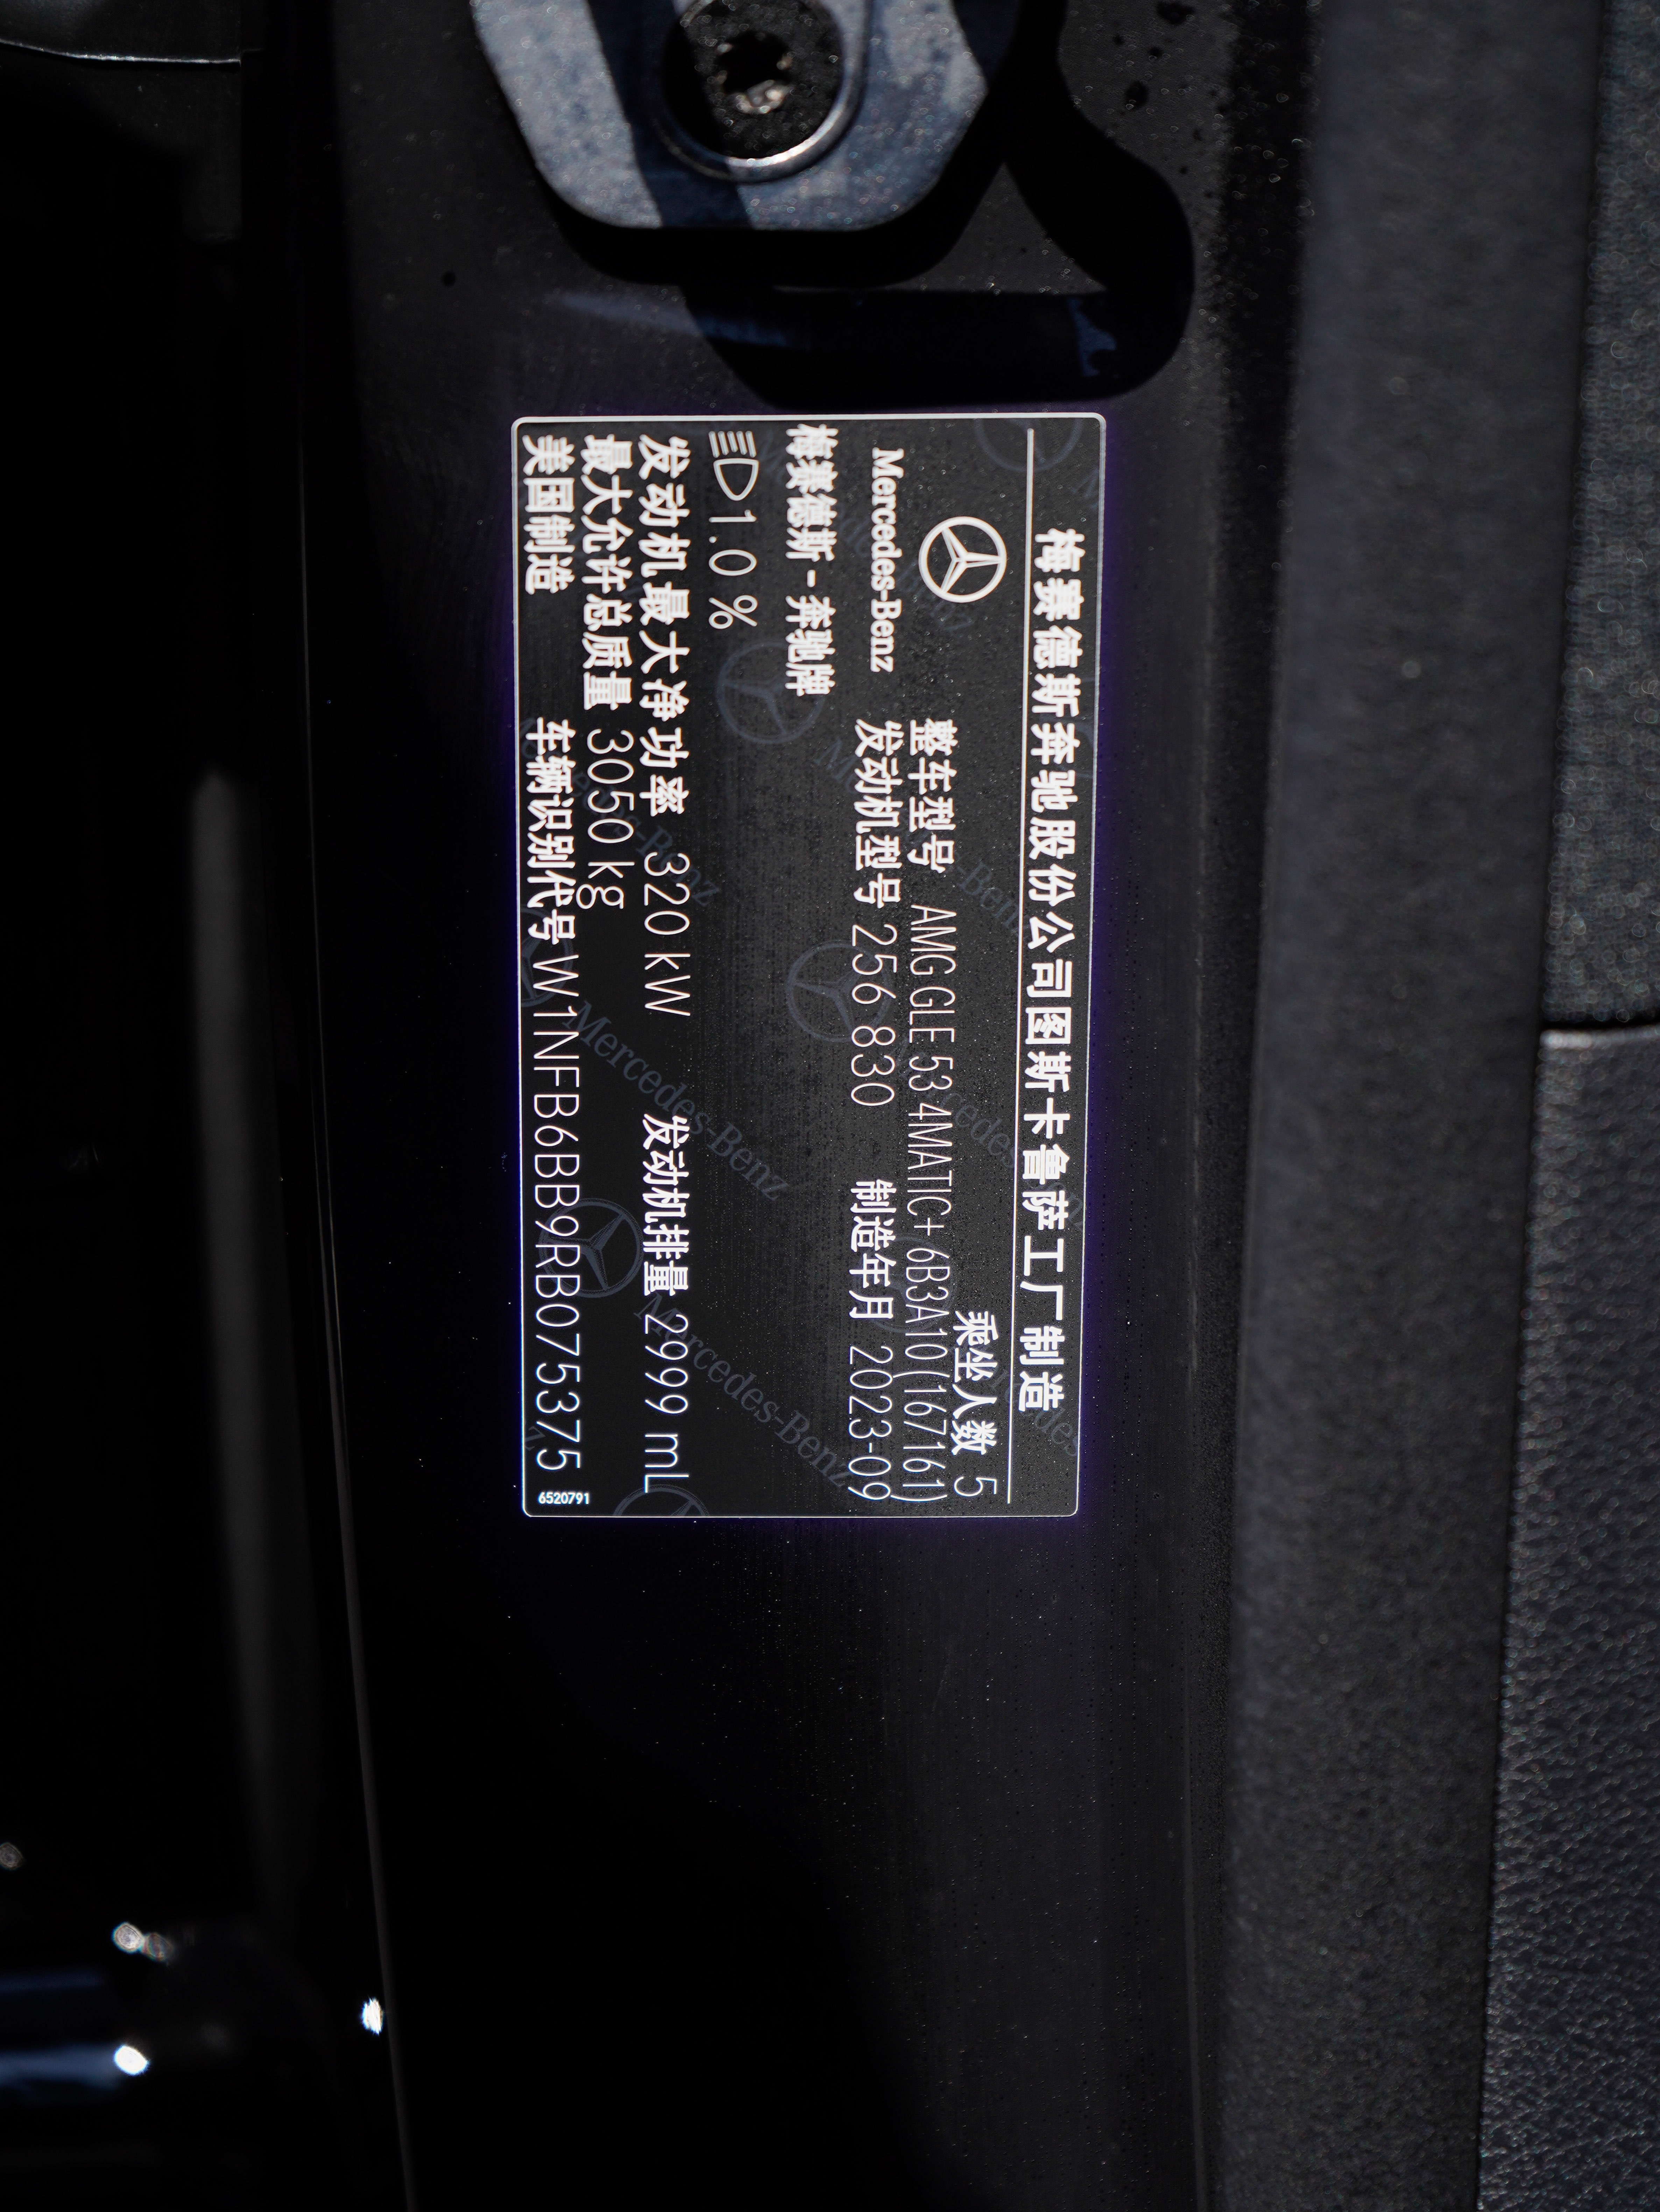 梅赛德斯奔驰股份公司图斯卡鲁萨工厂制造
乘坐人数 5
Mercedes-Benz
整车型号 AMG GLE 53 4MATIC+ 6B3A10(167161)
发动机型号 256 830 制造年月 2023-09
梅赛德斯-奔驰牌
1.0 %
发动机最大净功率 320 kW 发动机排量 2999 mL
最大允许总质量 3050 kg
美国制造 车辆识别代号 W1NFB6BB9RB075375 6520791